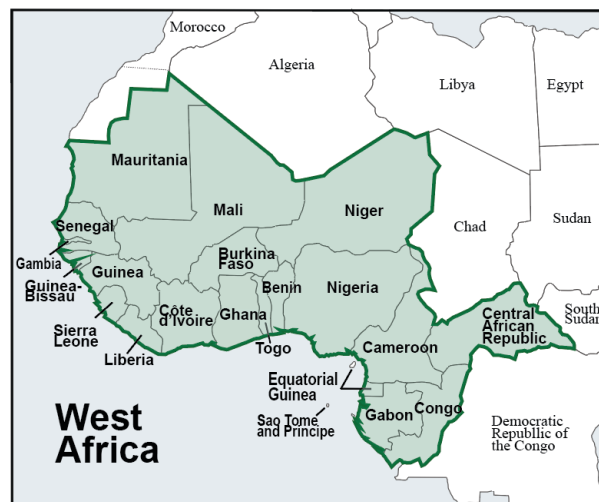 Morocco
Algeria
Libya
Egypt
Mauritania
Mali
Niger
Chad
Sudan
Senegal
Gambia
Guinea-
Bissau
Guinea
Burkina
Faso
Benin
Nigeria
Sierra
Leone
Liberia
Côte
d'Ivoire
Ghana
Togo
Cameroon
Central
African
Republic
South
Sudan
Equatorial
Guinea
Sao Tome
and Principe
Gabon
Congo
Democratic
Republlic of
the Congo
West
Africa